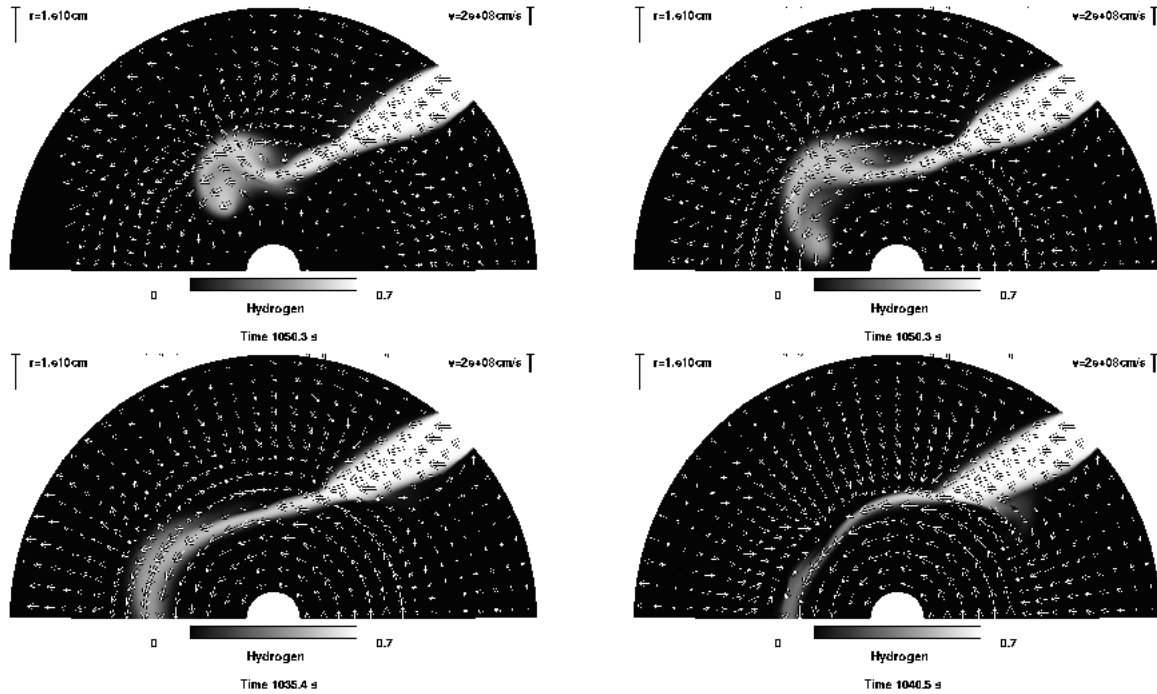 r=1.e10cm v=2e+08cm/s r=1.e10cm v=2e+08cm/s
0 0.7 0 0.7
Hydrogen Hydrogen
Time 1050.3 s Time 1050.3 s
r=1.e10cm v=2e+08cm/s r=1.e10cm v=2e+08cm/s
0 0.7 0 0.7
Hydrogen Hydrogen
Time 1035.4 s Time 1040.5 s